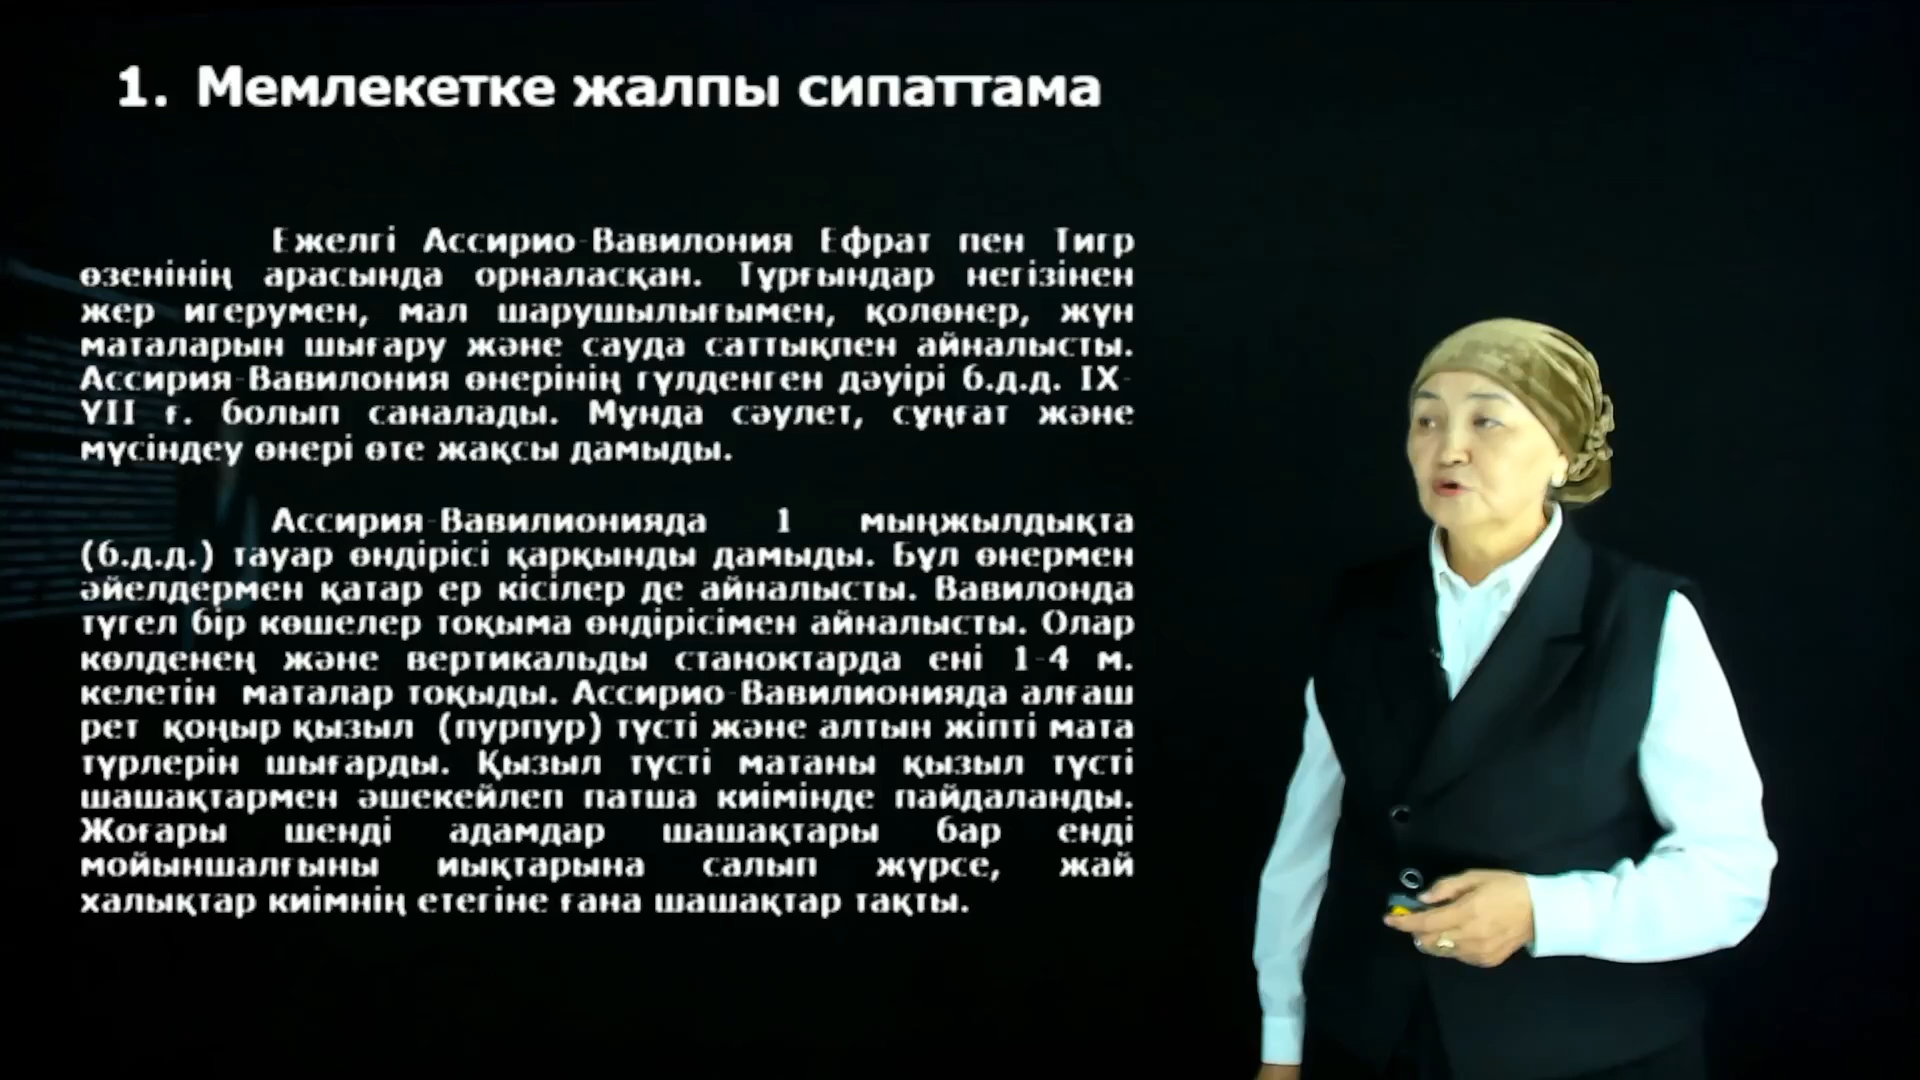 1. Мемлекетке жалпы сипаттама
Ежелгі Ассирио-Вавилония Ефрат пен Тигр
өзенінің арасында орналасқан. Тұрғындар негізінен
жер игерумен, мал шарушылығымен, қолөнер, жүн
маталарын шығару және сауда саттықпен айналысты.
Ассирия-Вавилония өнерінің гүлденген дәуірі б.д.д. IX-
VII ғ. болып саналады. Мұнда сәулет, сұңғат және
мүсіндеу өнері өте жақсы дамыды.
Ассирия-Вавилионияда 1 мыңжылдықта
(б.д.д.) тауар өндірісі қарқынды дамыды. Бұл өнермен
әйелдермен қатар ер кісілер де айналысты. Вавилонда
түгел бір көшелер тоқыма өндірісімен айналысты. Олар
көлденең және вертикальды станоктарда ені 1-4 м.
келетін маталар тоқыды. Ассирио-Вавилионияда алғаш
рет қоңыр қызыл (пурпур) түсті және алтын жіпті мата
түрлерін шығарды. Қызыл түсті матаны қызыл түсті
шашақтармен әшекейлеп патша киімінде пайдаланды.
Жоғары шенді адамдар шашақтары бар енді
мойыншалғыны иықтарына салып жүрсе, жай
халықтар киімнің етегіне ғана шашақтар тақты.